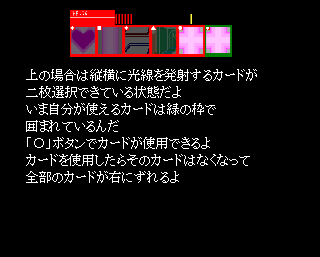 上の場合は縦横に光線を発射するカードが
二枚選択できている状態だよ
いま自分が使えるカードは緑の枠で
囲まれているんだ
「○」ボタンでカードが使用できるよ
カードを使用したらそのカードはなくなって
全部のカードが右にずれるよ